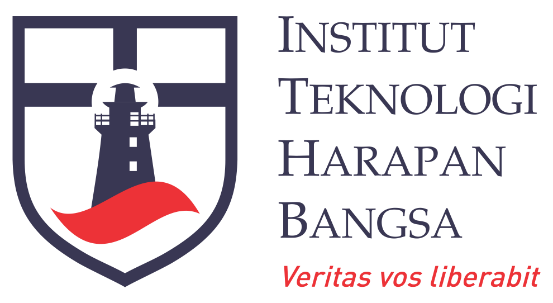 INSTITUT
TEKNOLOGI
HARAPAN
BANGSA
Veritas vos liberabit